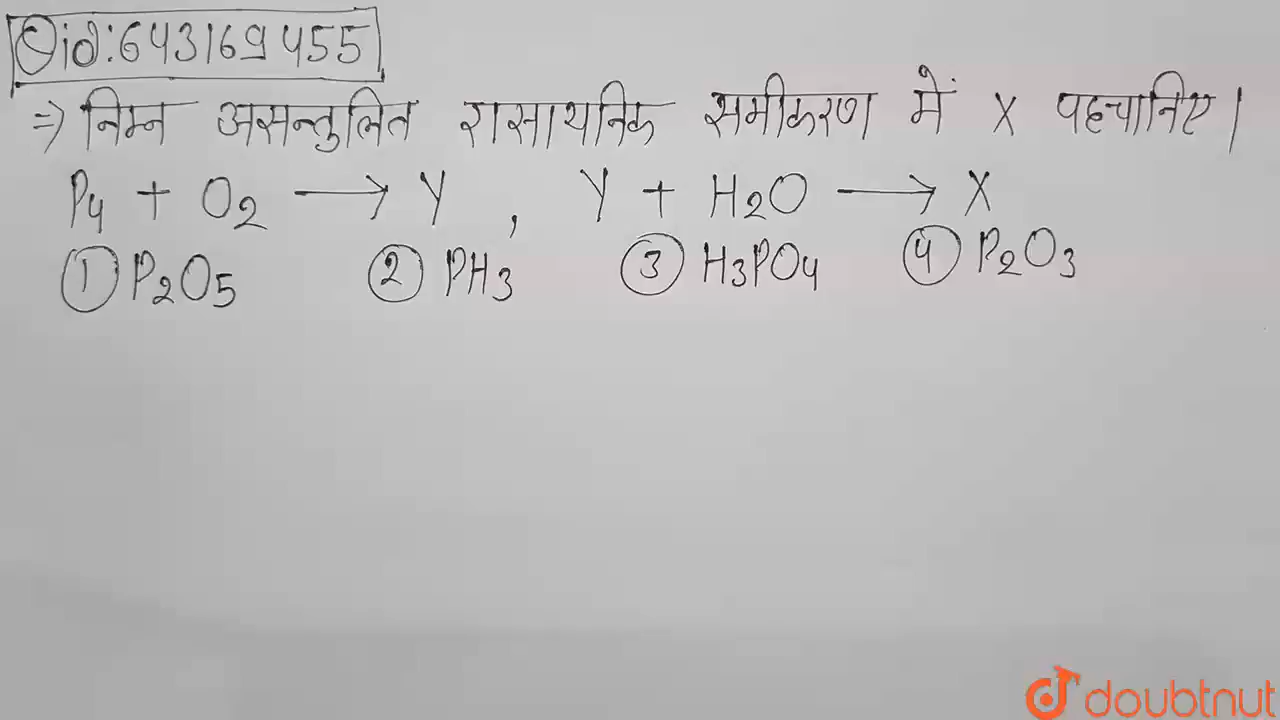 Qid:643169455
⇒ निम्न असन्तुलित रासायनिक समीकरण में X पहचानिए।
P4 + O2 ⟶ Y , Y + H2O ⟶ X
① P2O5 ② PH3 ③ H3PO4 ④ P2O3
doubtnut